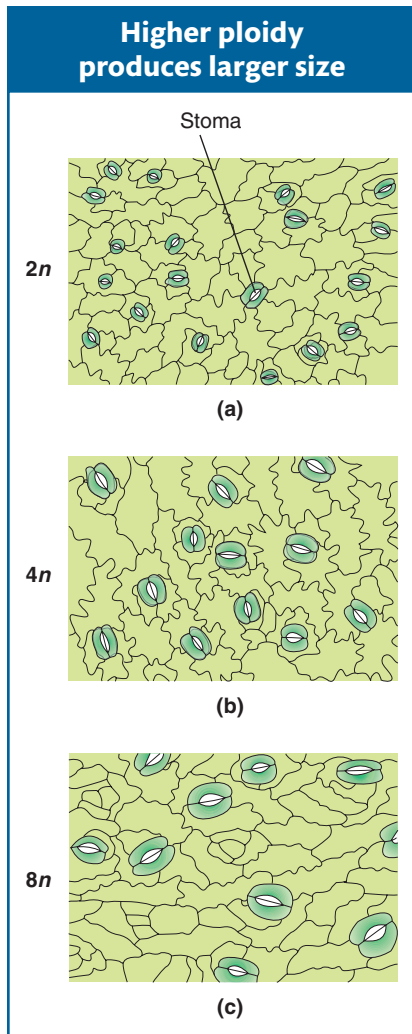 Higher ploidy
produces larger size
Stoma
2n
(a)
4n
(b)
8n
(c)